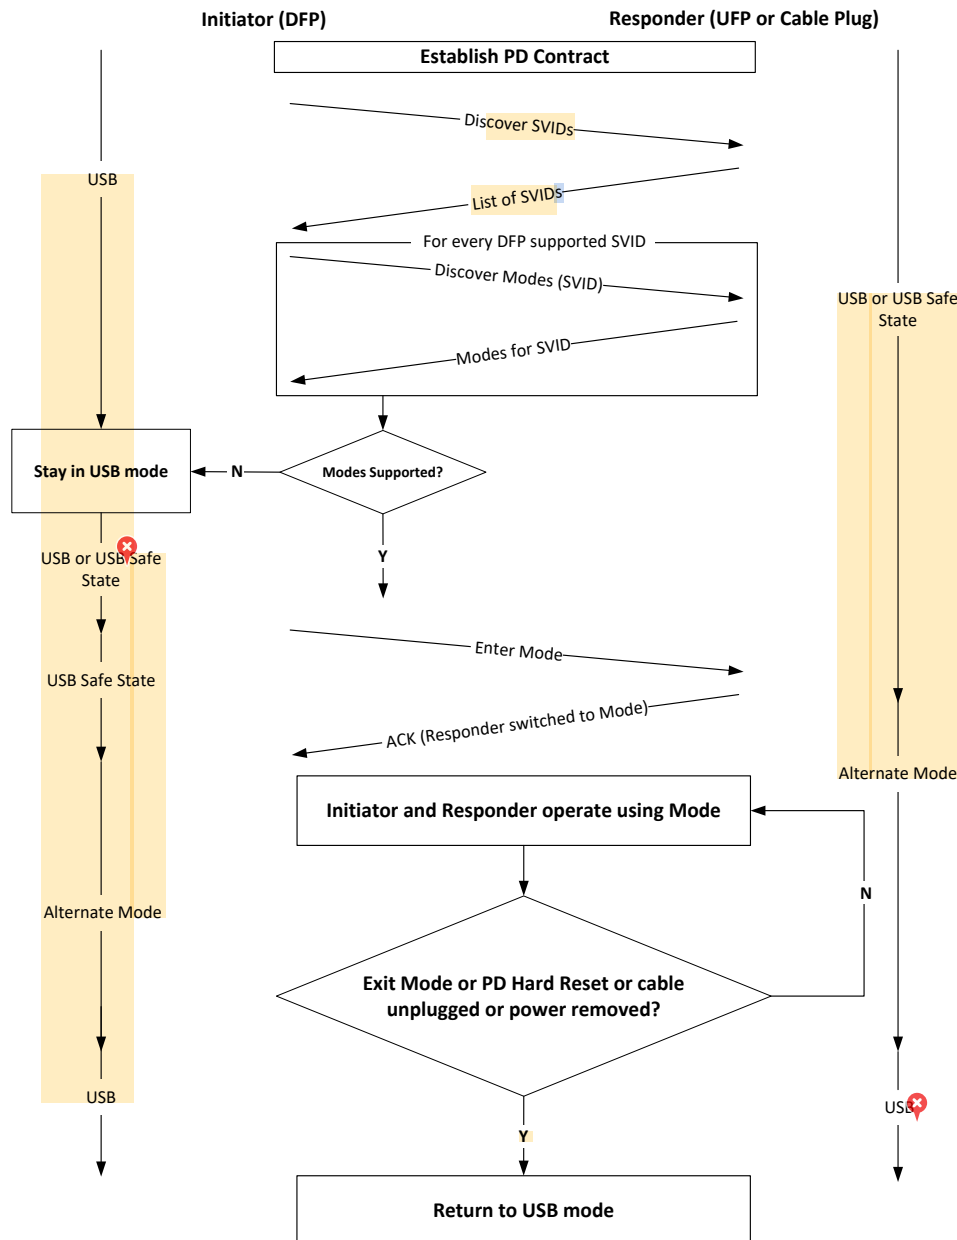 Initiator (DFP)
Responder (UFP or Cable Plug)
Establish PD Contract
Discover SVIDs
USB
List of SVIDs
For every DFP supported SVID
Discover Modes (SVID)
USB or USB Safe
State
Modes for SVID
Stay in USB mode
N
Modes Supported?
USB or USB Safe
State
Y
Enter Mode
USB Safe State
ACK (Responder switched to Mode)
Alternate Mode
Initiator and Responder operate using Mode
N
Alternate Mode
Exit Mode or PD Hard Reset or cable
unplugged or power removed?
USB
USB
Y
Return to USB mode